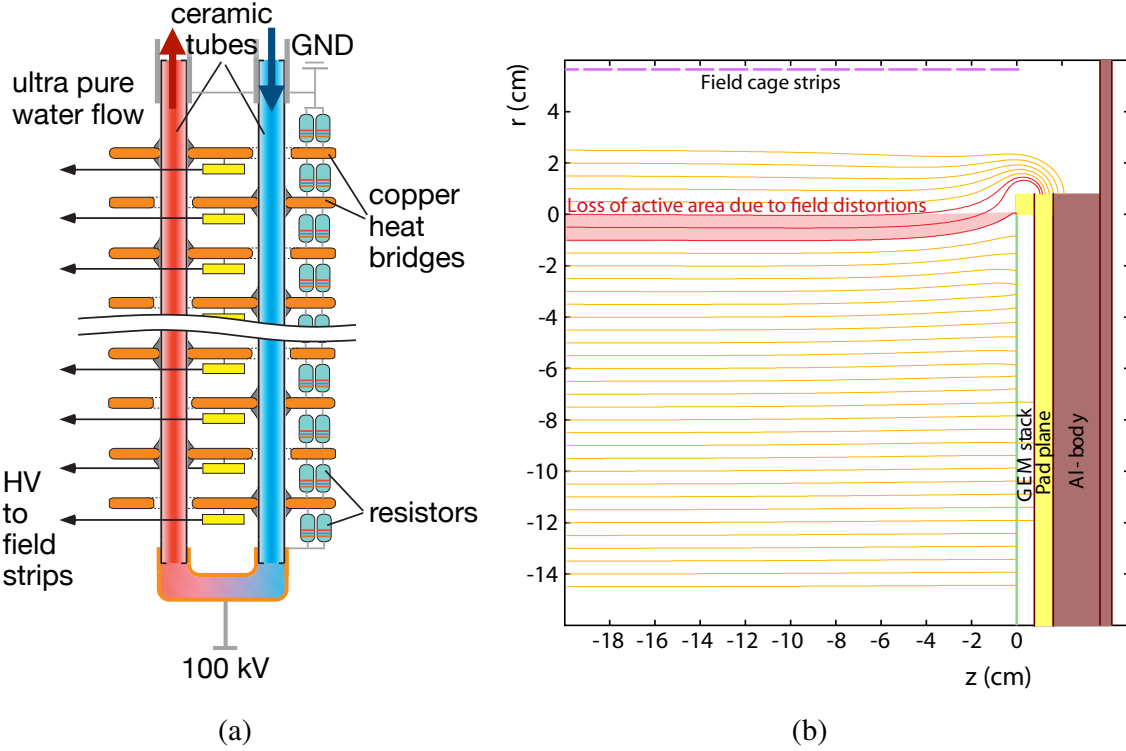 ceramic
tubes
GND
ultra pure
water flow
copper
heat
bridges
HV
to
field
strips
resistors
100 kV
(a)
r (cm)
4
2
0
-2
-4
-6
-8
-10
-12
-14
Field cage strips
Loss of active area due to field distortions
GEM stack
Pad plane
Al-body
-18
-16
-14
-12
-10
-8
-6
-4
-2
0
z (cm)
(b)